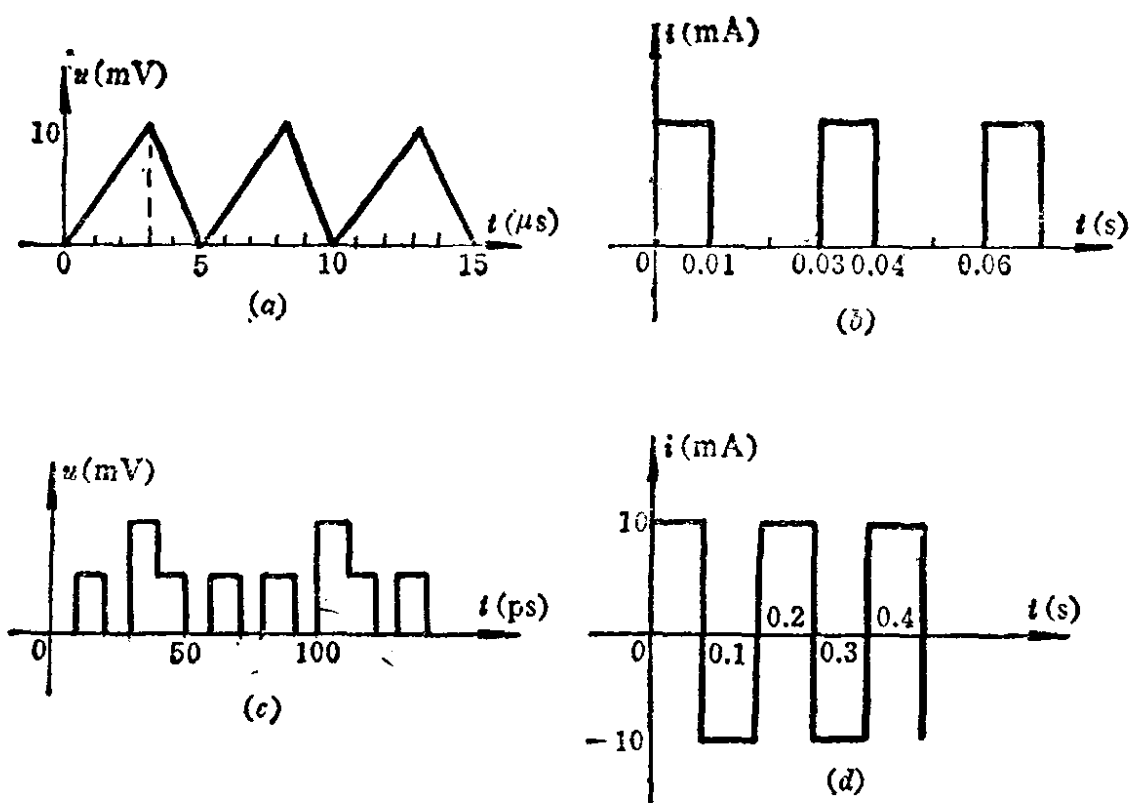 u (mV)
10
t (μs)
0 5 10 15
(a)
i (mA)
t (s)
0 0.01 0.03 0.04 0.06
(b)
u (mV)
t (ps)
0 50 100
(c)
i (mA)
10
t (s)
0.2 0.4
0 0.1 0.3
-10
(d)